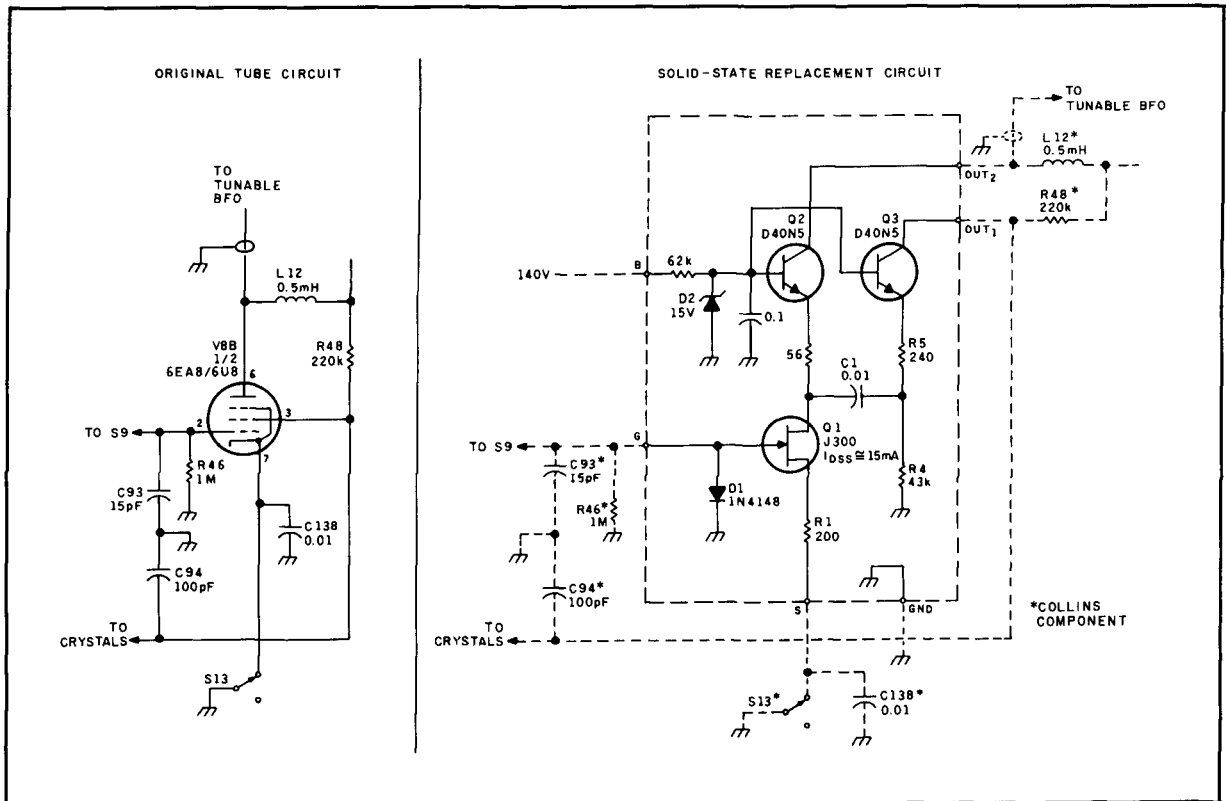 ORIGINAL TUBE CIRCUIT
TO
TUNABLE
BFO
L12
0.5mH
V8B
1/2
6EA8/6U8
6
R48
220k
2
3
7
TO S9
R46
1M
C93
15pF
C138
0.01
C94
100pF
TO
CRYSTALS
S13
SOLID-STATE REPLACEMENT CIRCUIT
TO
TUNABLE BFO
L12*
0.5mH
OUT2
R48*
220k
OUT1
Q2
D40N5
Q3
D40N5
140V
B
62k
D2
15V
0.1
56
R5
240
C1
0.01
TO S9
G
Q1
J300
IDSS≅15mA
C93*
15pF
R46*
1M
D1
1N4148
R4
43k
R1
200
C94*
100pF
S
GND
TO
CRYSTALS
*COLLINS
COMPONENT
S13*
C138*
0.01